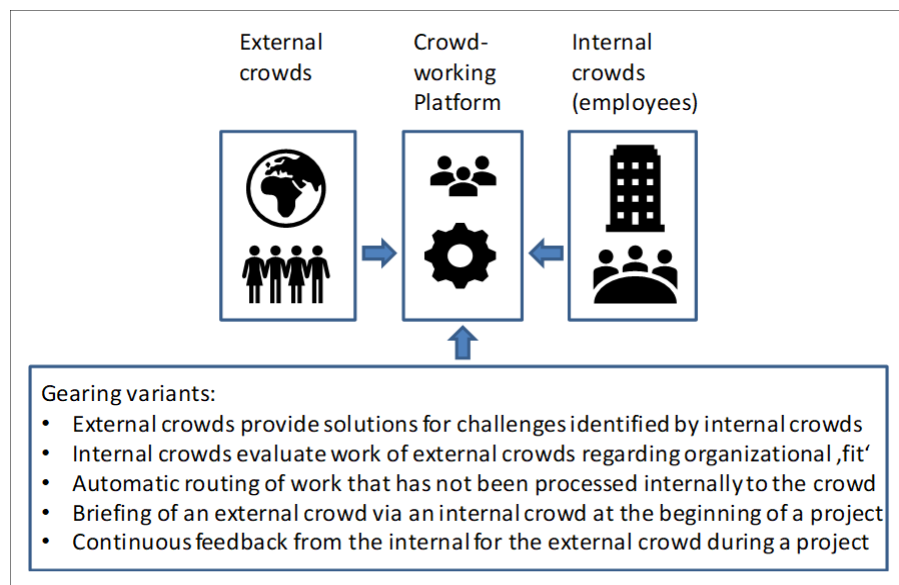 External
crowds
Crowd-
working
Platform
Internal
crowds
(employees)
Gearing variants:
• External crowds provide solutions for challenges identified by internal crowds
• Internal crowds evaluate work of external crowds regarding organizational ‚fit‘
• Automatic routing of work that has not been processed internally to the crowd
• Briefing of an external crowd via an internal crowd at the beginning of a project
• Continuous feedback from the internal for the external crowd during a project